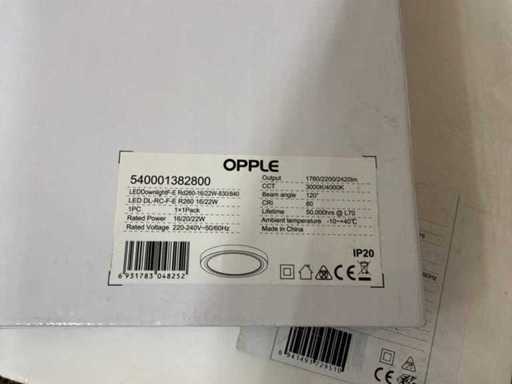 OPPLE
540001382800
LEDDownlightF-E Rd260-16/22W-830/840
LED DL-RC-F-E R260 16/22W
1PC 1×1Pack
Rated Power 16/20/22W
Rated Voltage 220-240V~50/60Hz
Output 1760/2200/2420lm
CCT 3000K/4000K
Beam angle 120°
CRI 80
Lifetime 50,000hrs @ L70
Ambient temperature -10~+40℃
Made in China
IP20
6 931783 048252